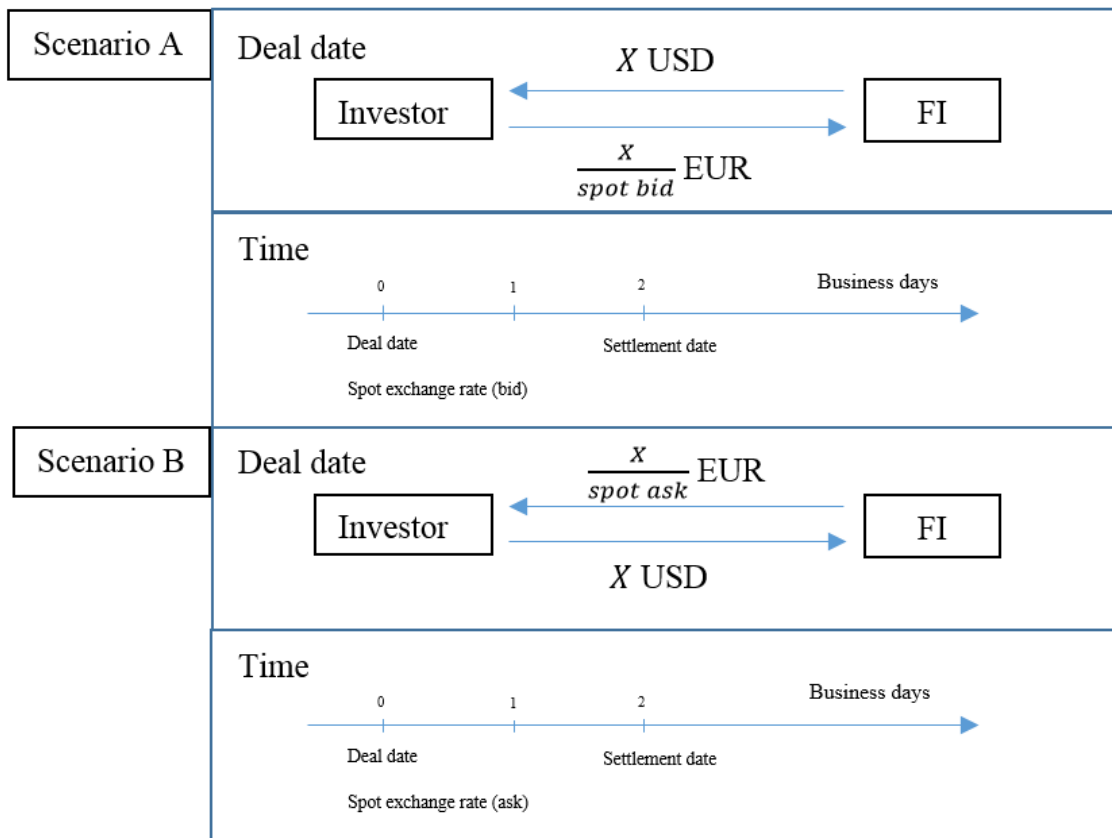 Scenario A
Deal date
X USD
Investor
FI
X
spot bid
EUR
Time
0 1 2 Business days
Deal date Settlement date
Spot exchange rate (bid)
Scenario B
Deal date
X
spot ask
EUR
Investor
FI
X USD
Time
0 1 2 Business days
Deal date Settlement date
Spot exchange rate (ask)